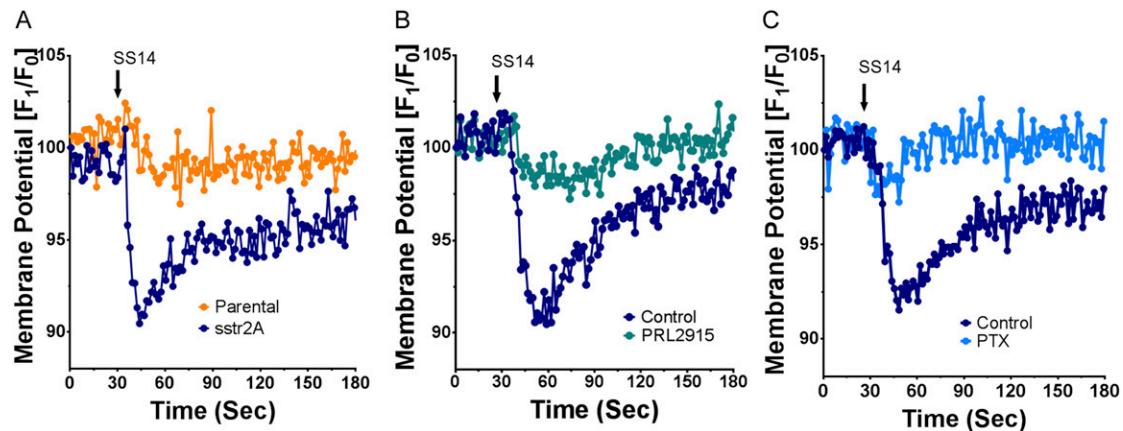 A
Membrane Potential [F₁/F₀]
105
100
95
90
SS14
Parental
sstr2A
0 30 60 90 120 150 180
Time (Sec)
B
Membrane Potential [F₁/F₀]
105
100
95
90
SS14
Control
PRL2915
0 30 60 90 120 150 180
Time (Sec)
C
Membrane Potential [F₁/F₀]
105
100
95
90
SS14
Control
PTX
0 30 60 90 120 150 180
Time (Sec)